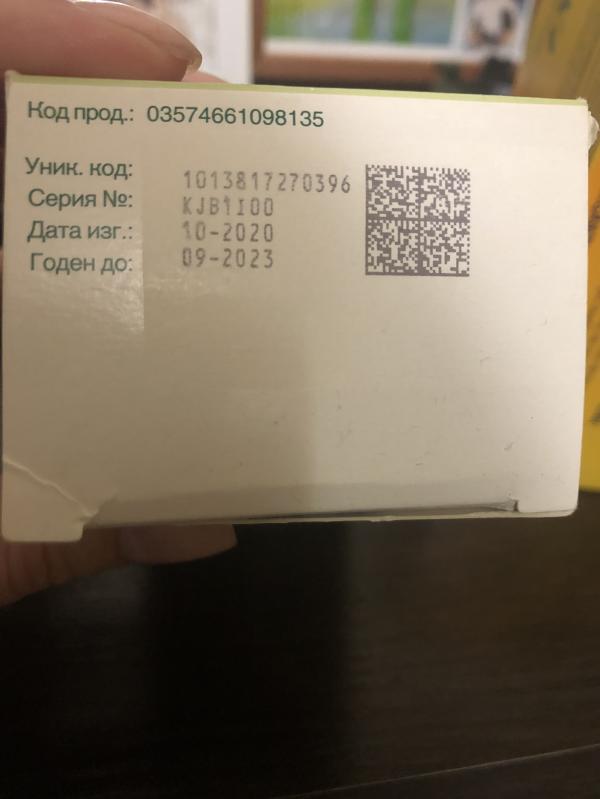 Код прод.: 03574661098135
Уник. код: 1013817270396
Серия №: KJB1I00
Дата изг.: 10-2020
Годен до: 09-2023